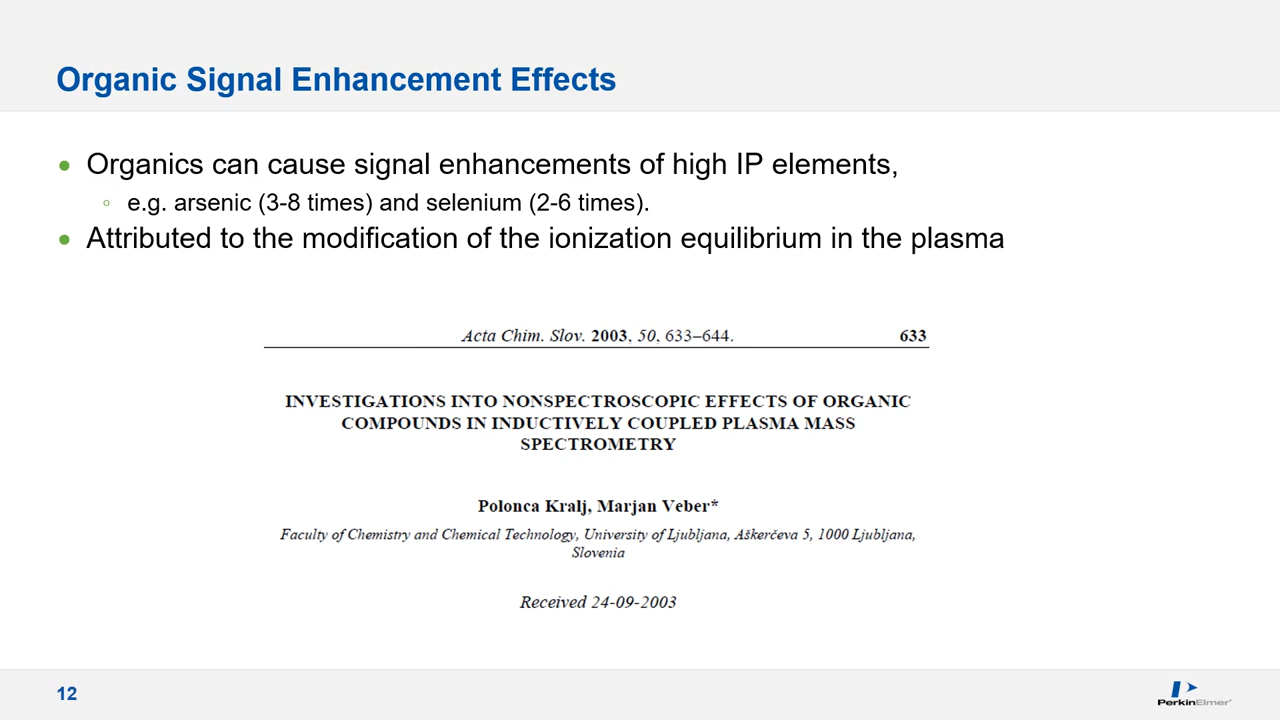 Organic Signal Enhancement Effects
• Organics can cause signal enhancements of high IP elements,
◦ e.g. arsenic (3-8 times) and selenium (2-6 times).
• Attributed to the modification of the ionization equilibrium in the plasma
Acta Chim. Slov. 2003, 50, 633–644. 633
INVESTIGATIONS INTO NONSPECTROSCOPIC EFFECTS OF ORGANIC
COMPOUNDS IN INDUCTIVELY COUPLED PLASMA MASS
SPECTROMETRY
Polonca Kralj, Marjan Veber*
Faculty of Chemistry and Chemical Technology, University of Ljubljana, Aškerčeva 5, 1000 Ljubljana,
Slovenia
Received 24-09-2003
12
PerkinElmer